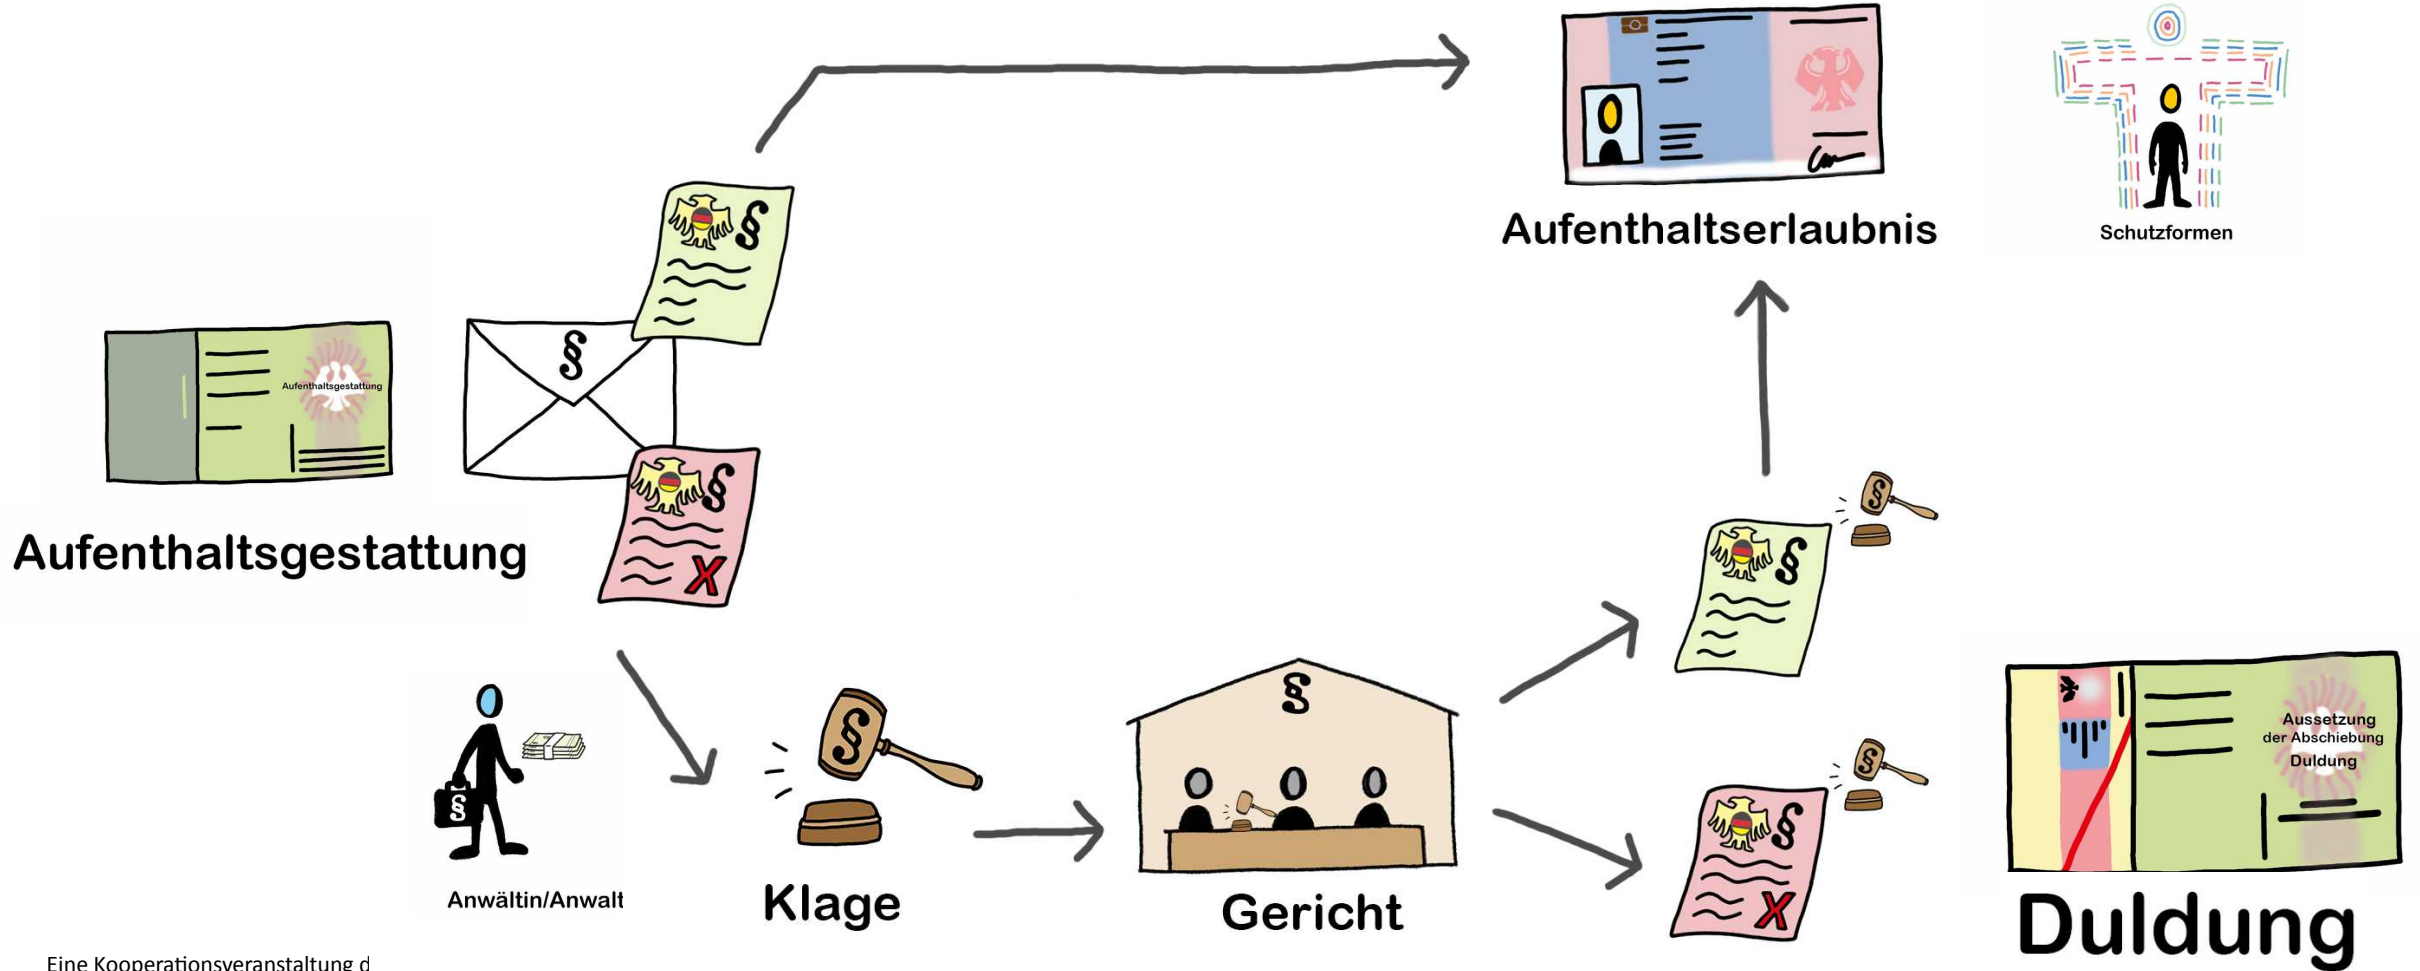 Aufenthaltserlaubnis
Schutzformen
§
§
Aufenthaltsgestattung
§
Aufenthaltsgestattung
X
§
§
§
Anwältin/Anwalt
§
Klage
§
Gericht
§
§
§
§
X
Aussetzung
der Abschiebung
Duldung
Duldung
Eine Kooperationsveranstaltung d